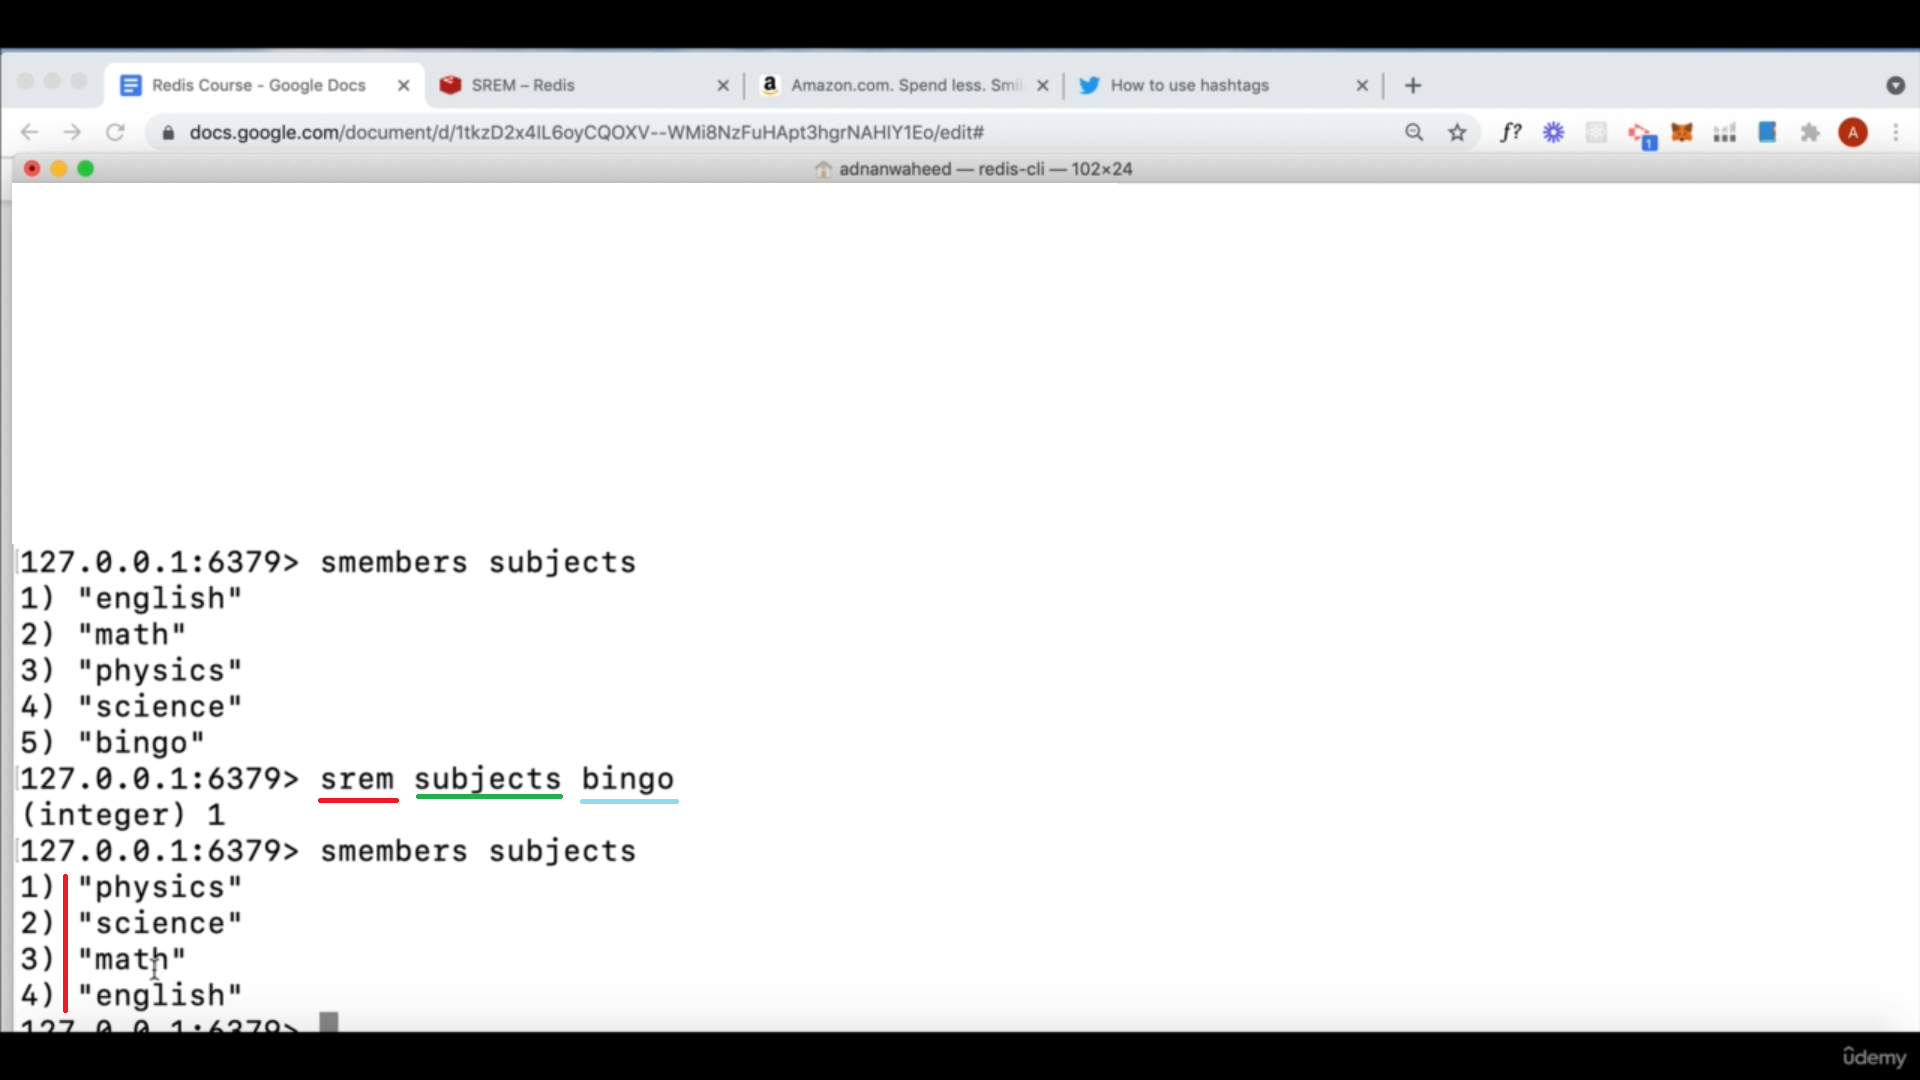 Redis Course - Google Docs
SREM – Redis
Amazon.com. Spend less. Smil
How to use hashtags
docs.google.com/document/d/1tkzD2x4IL6oyCQOXV--WMi8NzFuHApt3hgrNAHIY1Eo/edit#
f?
1
A
adnanwaheed — redis-cli — 102×24
127.0.0.1:6379> smembers subjects
1) "english"
2) "math"
3) "physics"
4) "science"
5) "bingo"
127.0.0.1:6379> srem subjects bingo
(integer) 1
127.0.0.1:6379> smembers subjects
1) "physics"
2) "science"
3) "math"
4) "english"
127.0.0.1:6379>
ûdemy